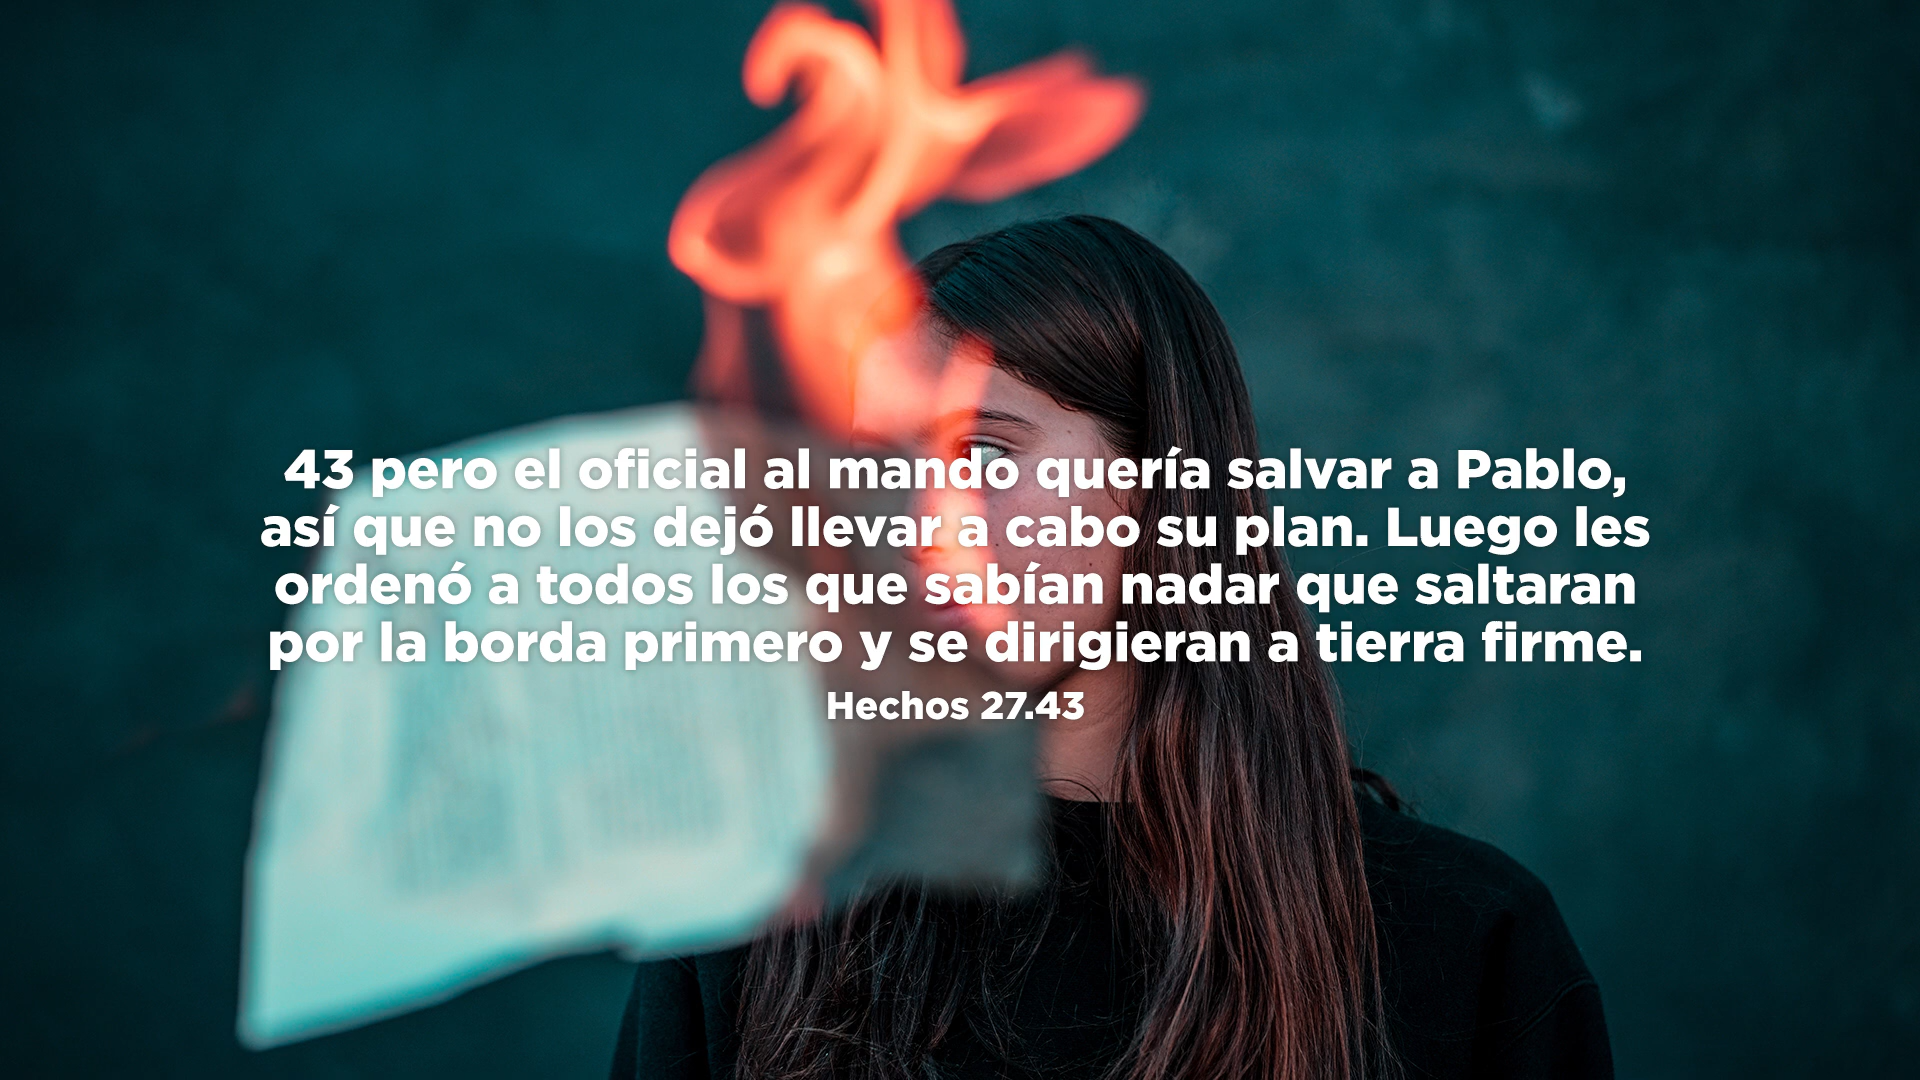 43 pero el oficial al mando quería salvar a Pablo,
así que no los dejó llevar a cabo su plan. Luego les
ordenó a todos los que sabían nadar que saltaran
por la borda primero y se dirigieran a tierra firme.
Hechos 27.43